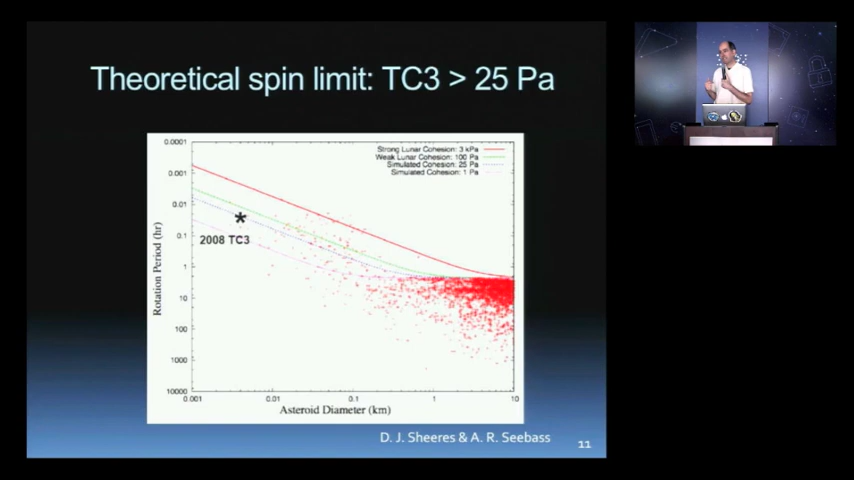 Theoretical spin limit: TC3 > 25 Pa
Strong Lunar Cohesion: 3 kPa
Weak Lunar Cohesion: 100 Pa
Simulated Cohesion: 25 Pa
Simulated Cohesion: 1 Pa
0.0001
0.001
0.01
0.1
1
10
100
1000
10000
Rotation Period (hr)
*
2008 TC3
0.001
0.01
0.1
1
10
Asteroid Diameter (km)
D. J. Sheeres & A. R. Seebass
11